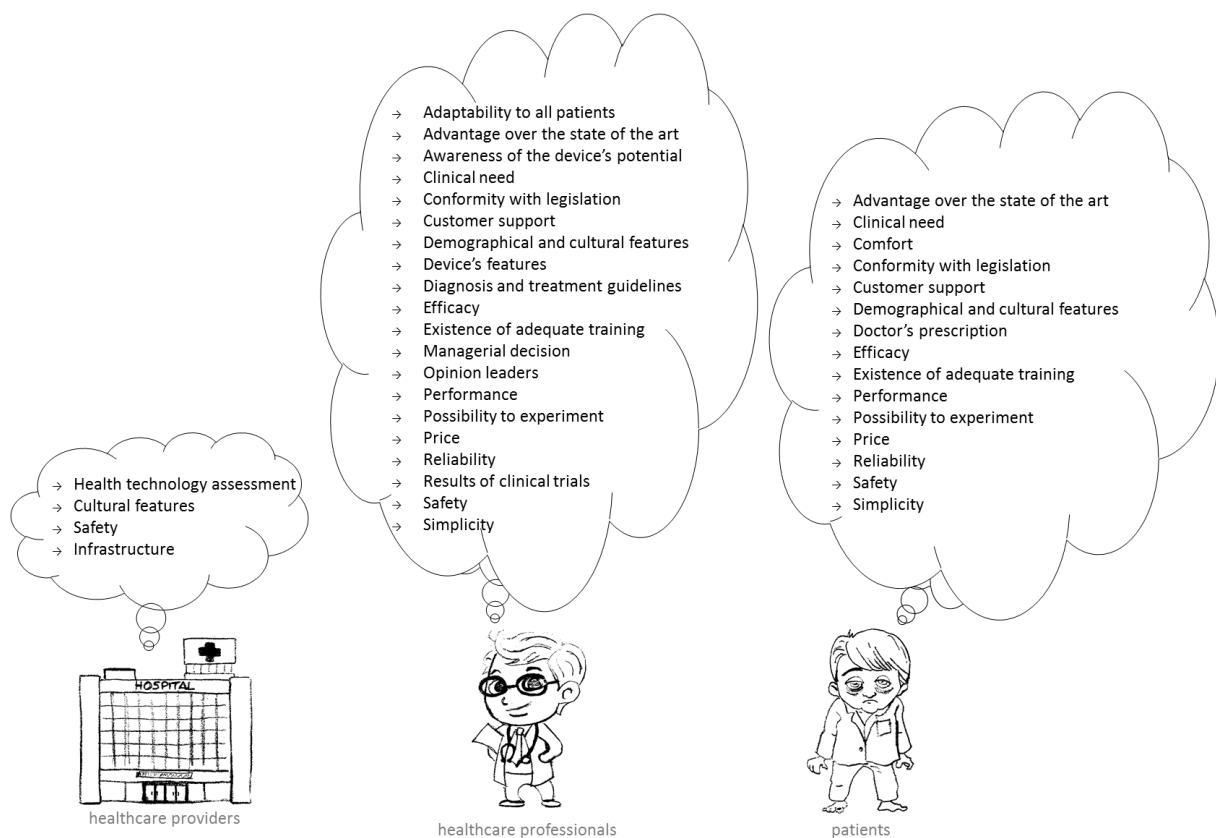 → Health technology assessment
→ Cultural features
→ Safety
→ Infrastructure
HOSPITAL
healthcare providers
→ Adaptability to all patients
→ Advantage over the state of the art
→ Awareness of the device's potential
→ Clinical need
→ Conformity with legislation
→ Customer support
→ Demographical and cultural features
→ Device's features
→ Diagnosis and treatment guidelines
→ Efficacy
→ Existence of adequate training
→ Managerial decision
→ Opinion leaders
→ Performance
→ Possibility to experiment
→ Price
→ Reliability
→ Results of clinical trials
→ Safety
→ Simplicity
healthcare professionals
→ Advantage over the state of the art
→ Clinical need
→ Comfort
→ Conformity with legislation
→ Customer support
→ Demographical and cultural features
→ Doctor's prescription
→ Efficacy
→ Existence of adequate training
→ Performance
→ Possibility to experiment
→ Price
→ Reliability
→ Safety
→ Simplicity
patients